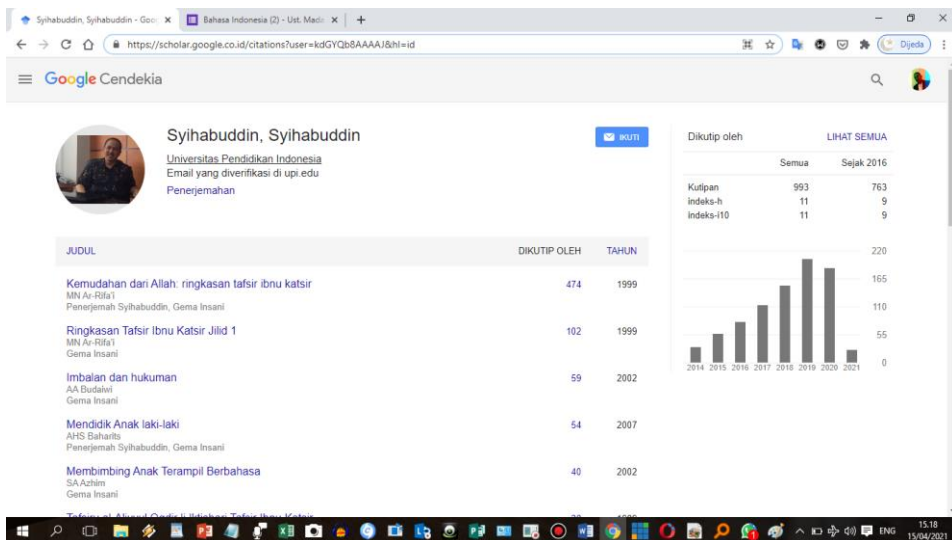 Syihabuddin, Syihabuddin - Goo
Bahasa Indonesia (2) - Ust. Madi
https://scholar.google.co.id/citations?user=kdGYQb8AAAAJ&hl=id
Dijeda
Google Cendekia
Syihabuddin, Syihabuddin
IKUTI
Universitas Pendidikan Indonesia
Email yang diverifikasi di upi.edu
Penerjemahan
Dikutip oleh LIHAT SEMUA
Semua Sejak 2016
Kutipan 993 763
indeks-h 11 9
indeks-i10 11 9
220
165
110
55
0
2014 2015 2016 2017 2018 2019 2020 2021
JUDUL DIKUTIP OLEH TAHUN
Kemudahan dari Allah: ringkasan tafsir ibnu katsir 474 1999
MN Ar-Rifa'i
Penerjemah Syihabuddin, Gema Insani
Ringkasan Tafsir Ibnu Katsir Jilid 1 102 1999
MN Ar-Rifa'i
Gema Insani
Imbalan dan hukuman 59 2002
AA Budaiwi
Gema Insani
Mendidik Anak laki-laki 54 2007
AHS Baharits
Penerjemah Syihabuddin, Gema Insani
Membimbing Anak Terampil Berbahasa 40 2002
SA Azhim
Gema Insani
ENG
15.18
15/04/2021